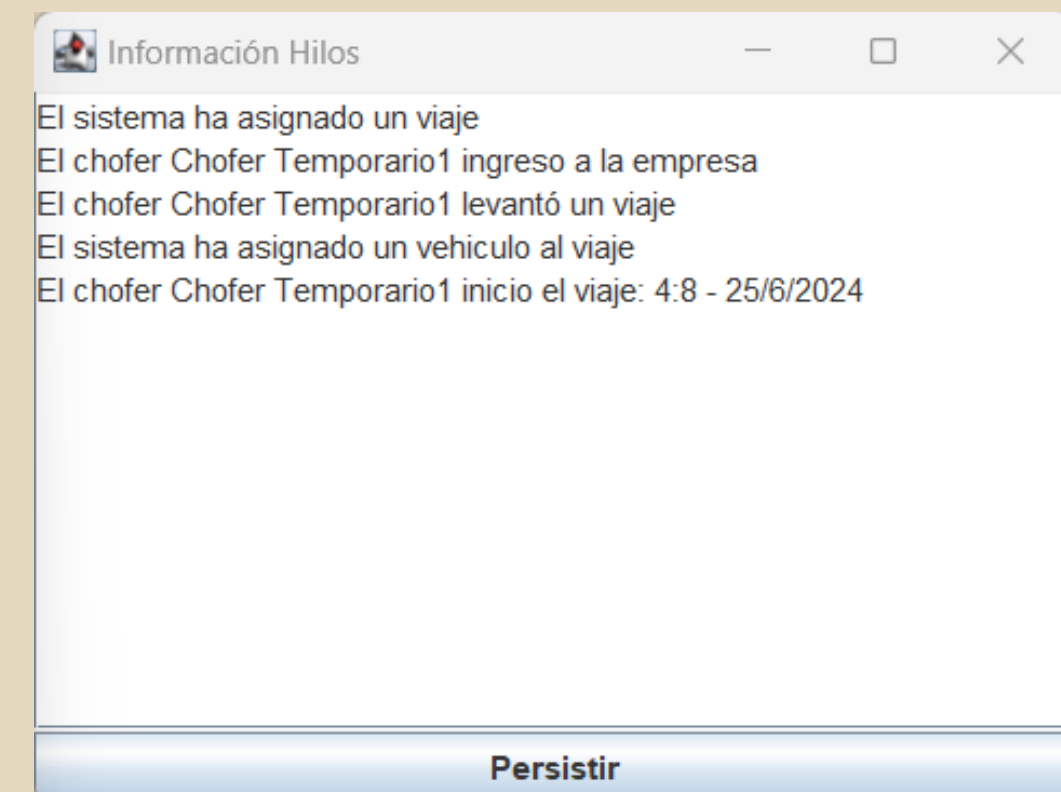 Información Hilos
El sistema ha asignado un viaje
El chofer Chofer Temporario1 ingreso a la empresa
El chofer Chofer Temporario1 levantó un viaje
El sistema ha asignado un vehiculo al viaje
El chofer Chofer Temporario1 inicio el viaje: 4:8 - 25/6/2024
Persistir